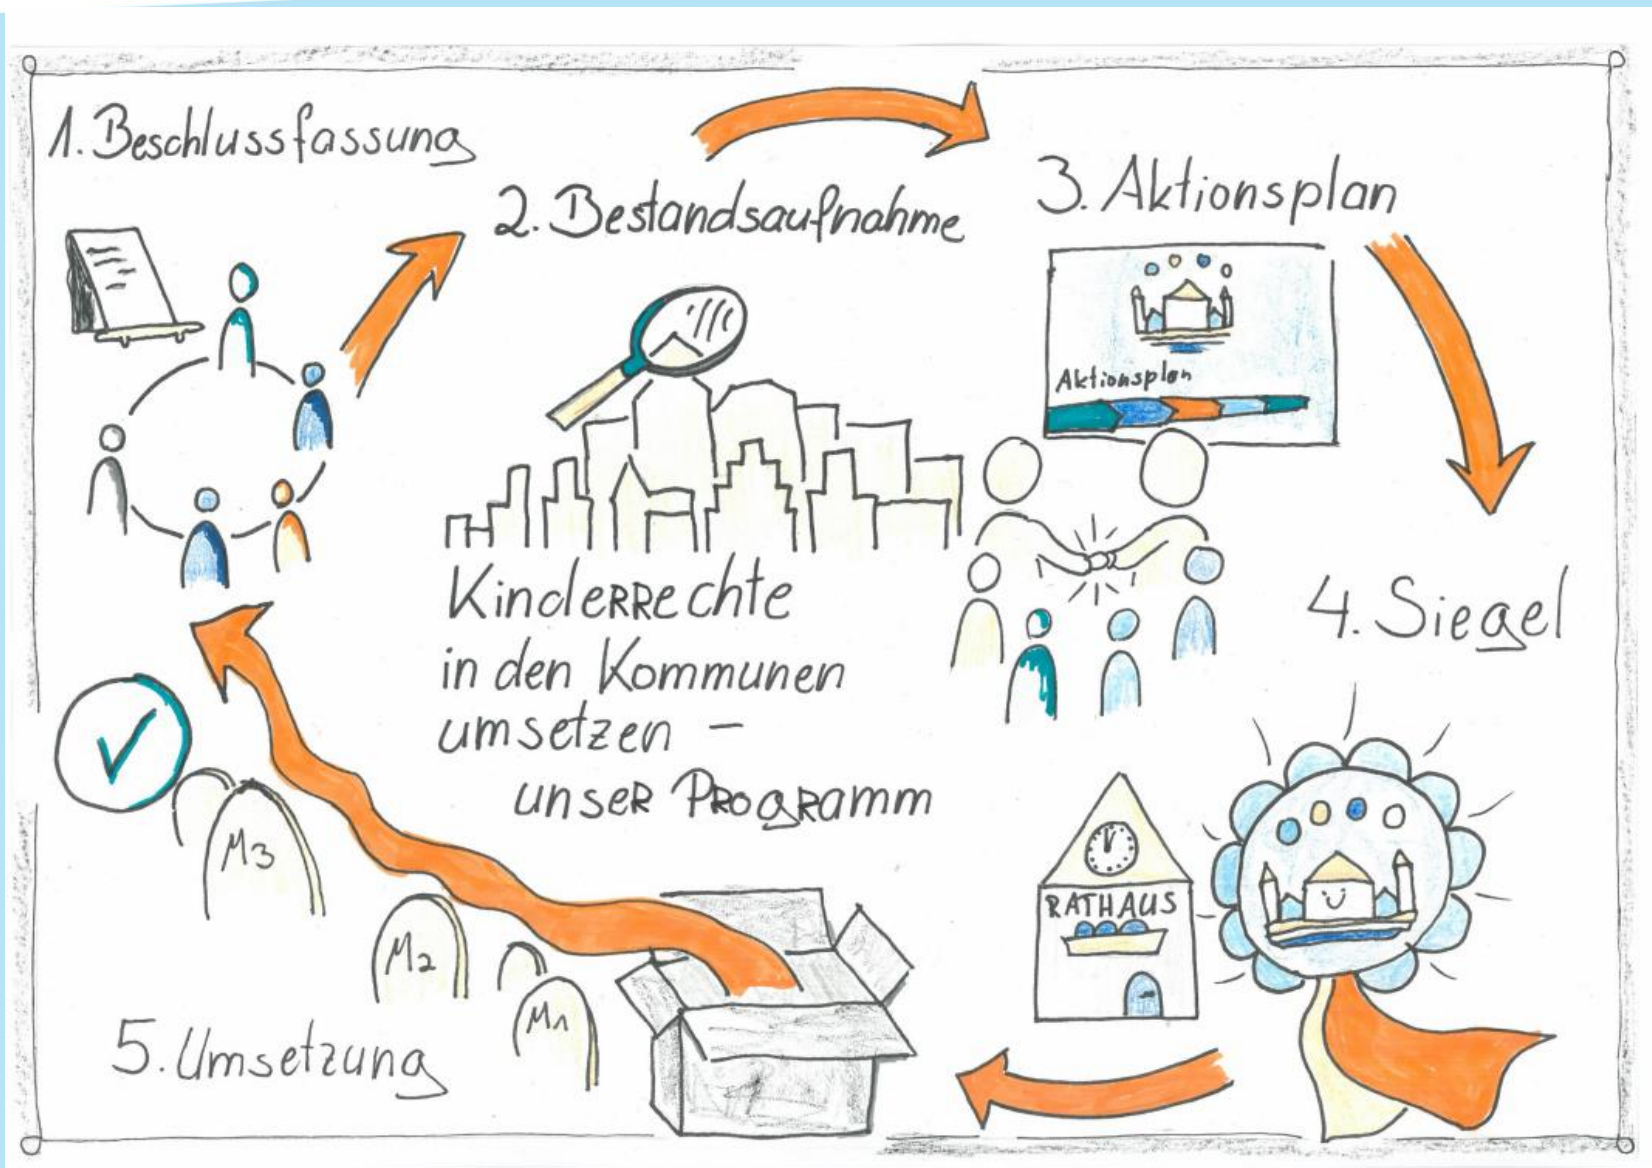 1. Beschlussfassung
2. Bestandsaufnahme
3. Aktionsplan
Aktionsplan
Kinderrechte
in den Kommunen
umsetzen –
unser Programm
4. Siegel
RATHAUS
M3
M2
M1
5. Umsetzung